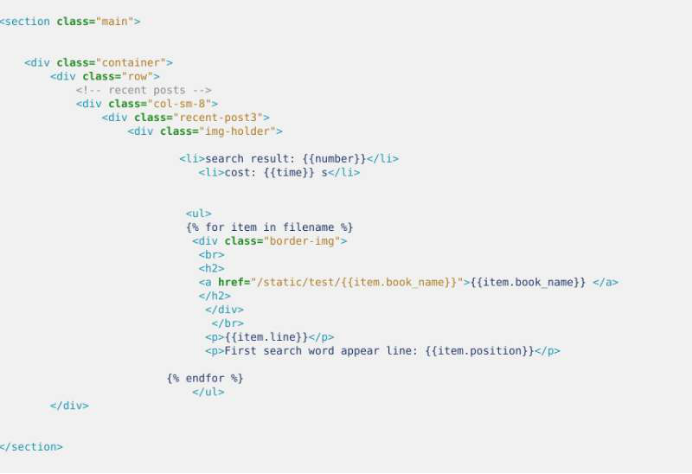 <section class="main">
<div class="container">
<div class="row">
<!-- recent posts -->
<div class="col-sm-8">
<div class="recent-post3">
<div class="img-holder">
<li>search result: {{number}}</li>
<li>cost: {{time}} s</li>
<ul>
{% for item in filename %}
<div class="border-img">
<br>
<h2>
<a href="/static/test/{{item.book_name}}">{{item.book_name}} </a>
</h2>
</div>
</br>
<p>{{item.line}}</p>
<p>First search word appear line: {{item.position}}</p>
{% endfor %}
</ul>
</div>
</section>